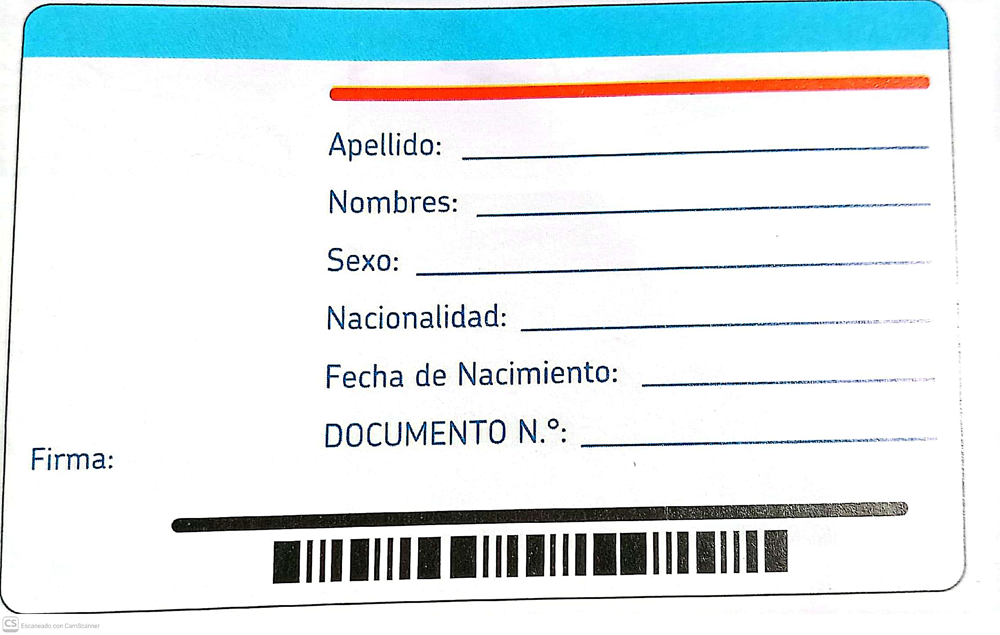 Apellido:
Nombres:
Sexo:
Nacionalidad:
Fecha de Nacimiento:
DOCUMENTO N.º:
Firma:
CS Escaneado con CamScanner